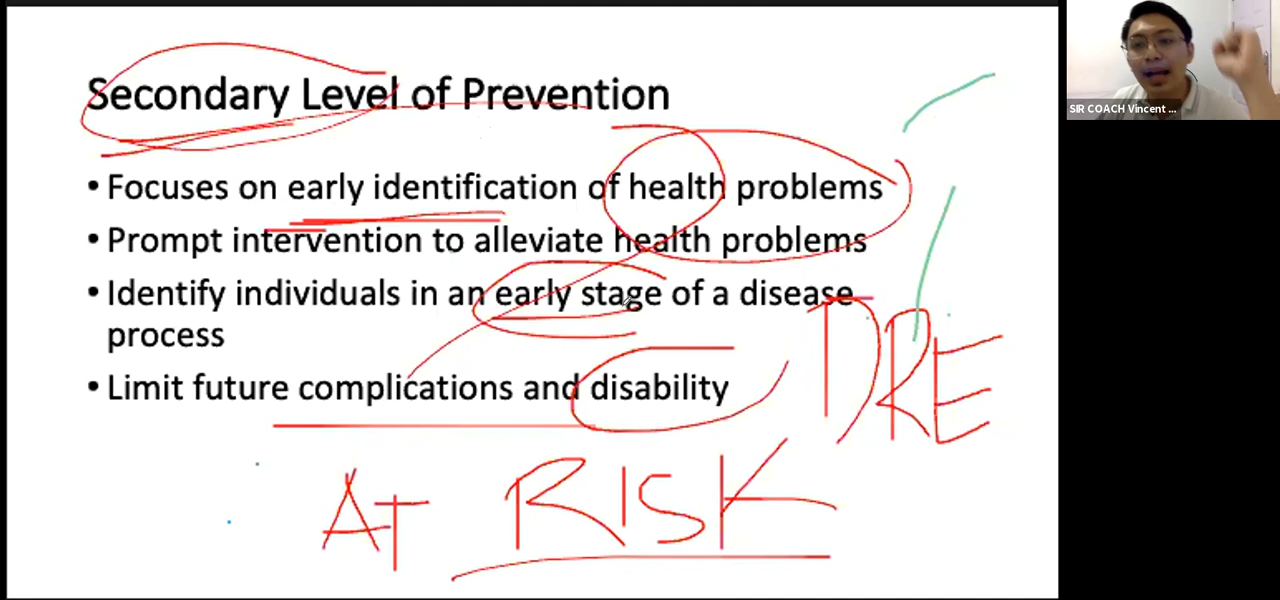 Secondary Level of Prevention
• Focuses on early identification of health problems
• Prompt intervention to alleviate health problems
• Identify individuals in an early stage of a disease
process
• Limit future complications and disability
DRE
AT RISK
SIR COACH Vincent ...